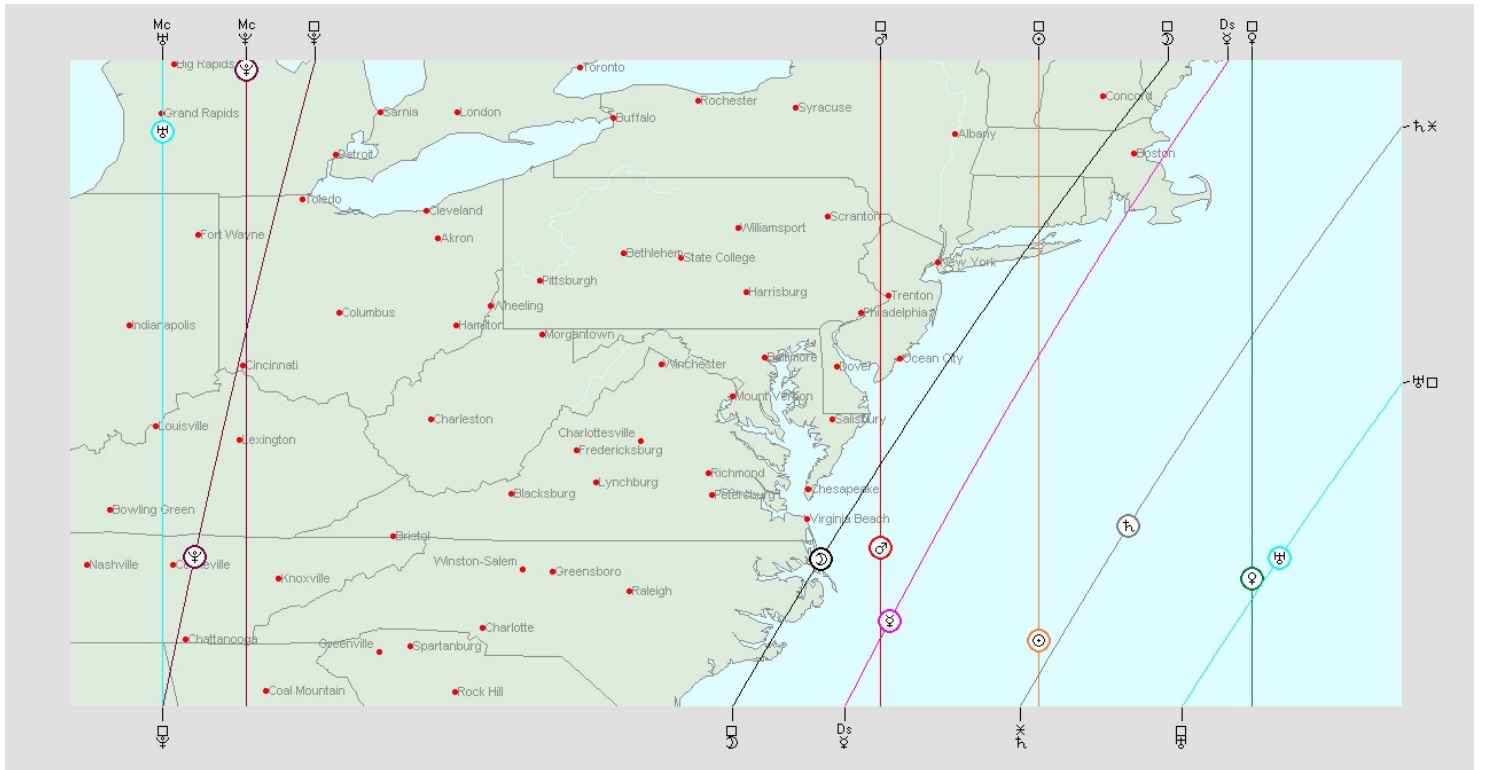 Mc Mc Ds
Big Rapids
Toronto
Grand Rapids
Sarnia
London
Buffalo
Rochester
Syracuse
Albany
Concord
Boston
Detroit
Toledo
Cleveland
Akron
Fort Wayne
Scranton
Williamsport
Bethlehem
State College
New York
Pittsburgh
Harrisburg
Trenton
Wheeling
Columbus
Philadelphia
Indianapolis
Hamilton
Morgantown
Baltimore
Ocean City
Cincinnati
Winchester
Dover
Mount Vernon
Louisville
Charleston
Salisbury
Lexington
Charlottesville
Fredericksburg
Richmond
Lynchburg
Blacksburg
Petersburg
Chesapeake
Bowling Green
Virginia Beach
Bristol
Nashville
Winston-Salem
Greensboro
Knoxville
Raleigh
Charlotte
Chattanooga
Greenville
Spartanburg
Coal Mountain
Rock Hill
Ds